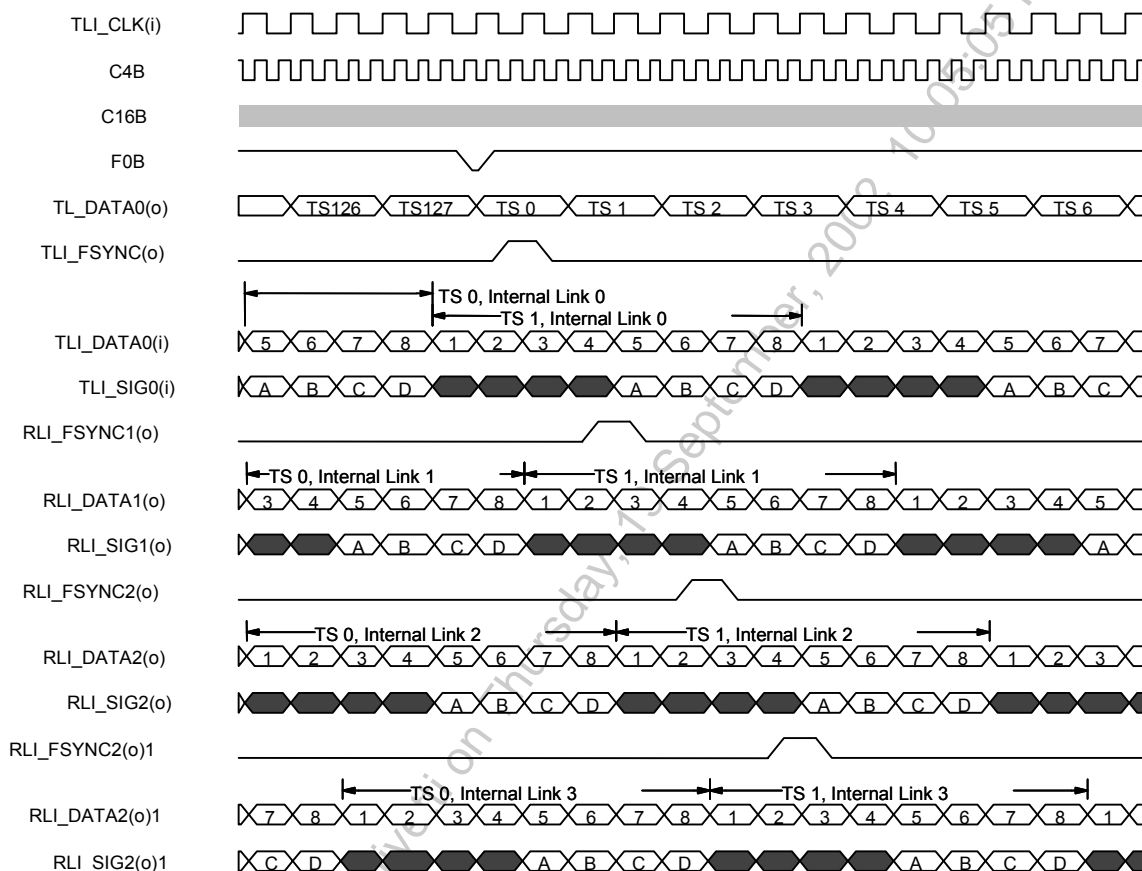 TLI_CLK(i)
C4B
C16B
F0B
TL_DATA0(o) TS126 TS127 TS 0 TS 1 TS 2 TS 3 TS 4 TS 5 TS 6
TLI_FSYNC(o)
TS 0, Internal Link 0
TS 1, Internal Link 0
TLI_DATA0(i) 5 6 7 8 1 2 3 4 5 6 7 8 1 2 3 4 5 6 7
TLI_SIG0(i) A B C D A B C D A B C
RLI_FSYNC1(o)
TS 0, Internal Link 1 TS 1, Internal Link 1
RLI_DATA1(o) 3 4 5 6 7 8 1 2 3 4 5 6 7 8 1 2 3 4 5
RLI_SIG1(o) A B C D A B C D A
RLI_FSYNC2(o)
TS 0, Internal Link 2 TS 1, Internal Link 2
RLI_DATA2(o) 1 2 3 4 5 6 7 8 1 2 3 4 5 6 7 8 1 2 3
RLI_SIG2(o) A B C D A B C D
RLI_FSYNC2(o)1
TS 0, Internal Link 3 TS 1, Internal Link 3
RLI_DATA2(o)1 7 8 1 2 3 4 5 6 7 8 1 2 3 4 5 6 7 8 1
RLI_SIG2(o)1 C D A B C D A B C D
on Thursday, September, 2002 10:05:05